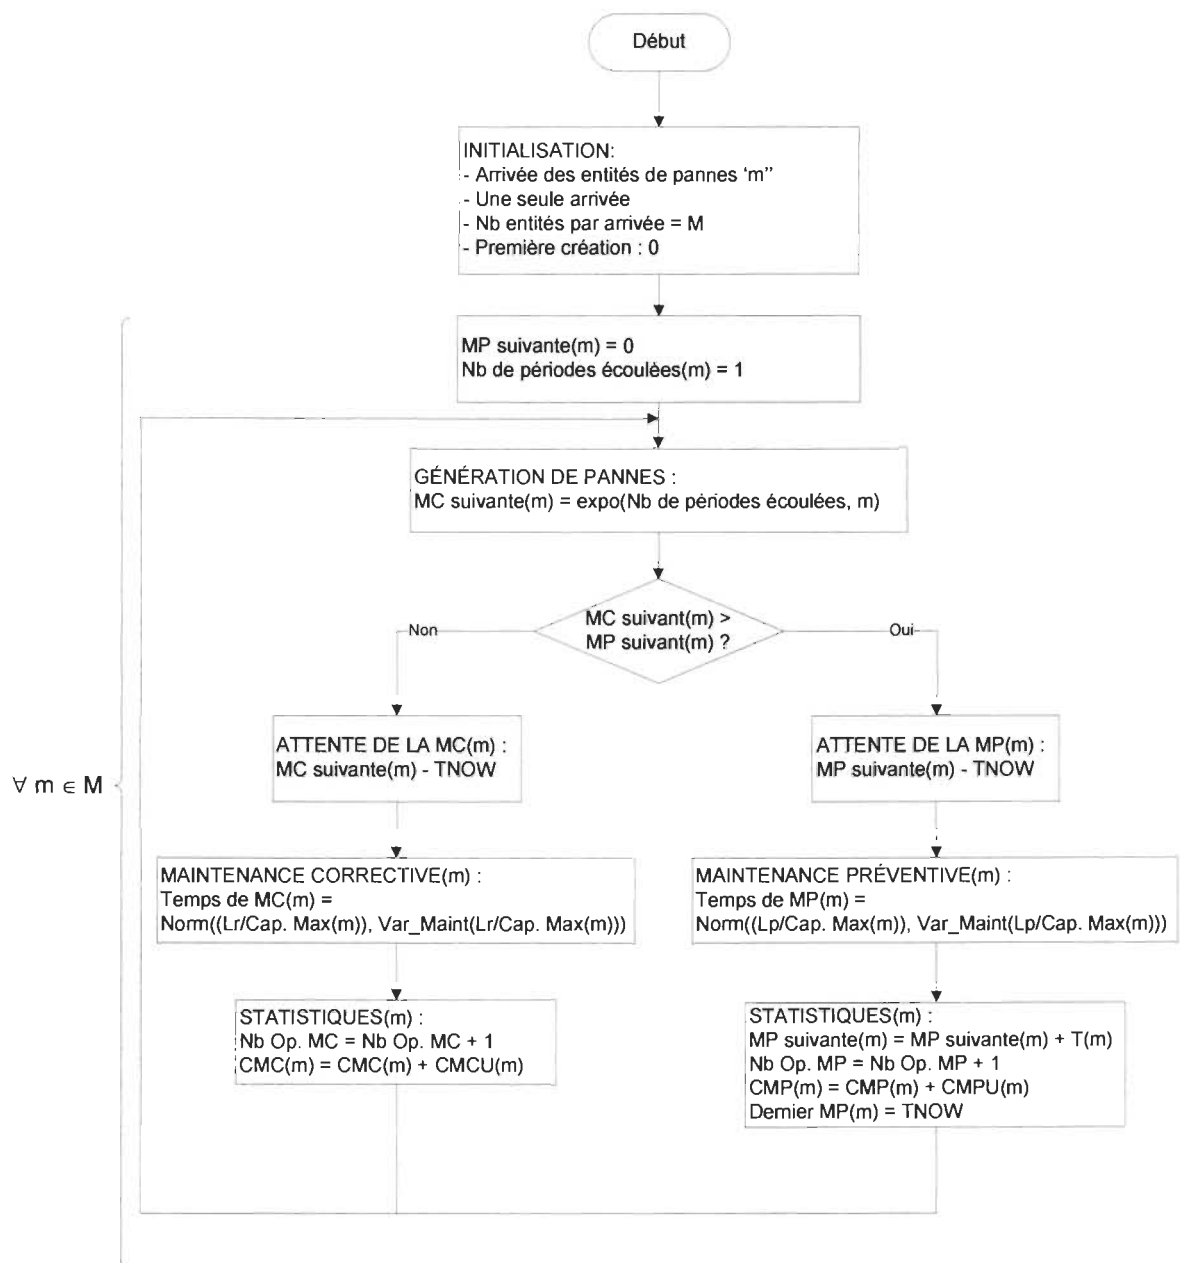 Début
INITIALISATION:
- Arrivée des entités de pannes ‘m’’
- Une seule arrivée
- Nb entités par arrivée = M
- Première création : 0
MP suivante(m) = 0
Nb de périodes écoulèes(m) = 1
GÉNÉRATION DE PANNES :
MC suivante(m) = expo(Nb de périodes écoulées, m)
MC suivant(m) >
MP suivant(m) ?
Non
Oui
ATTENTE DE LA MC(m) :
MC suivante(m) - TNOW
ATTENTE DE LA MP(m) :
MP suivante(m) - TNOW
∀ m ∈ M
MAINTENANCE CORRECTIVE(m) :
Temps de MC(m) =
Norm((Lr/Cap. Max(m)), Var_Maint(Lr/Cap. Max(m)))
MAINTENANCE PRÉVENTIVE(m) :
Temps de MP(m) =
Norm((Lp/Cap. Max(m)), Var_Maint(Lp/Cap. Max(m)))
STATISTIQUES(m) :
Nb Op. MC = Nb Op. MC + 1
CMC(m) = CMC(m) + CMCU(m)
STATISTIQUES(m) :
MP suivante(m) = MP suivante(m) + T(m)
Nb Op. MP = Nb Op. MP + 1
CMP(m) = CMP(m) + CMPU(m)
Dernier MP(m) = TNOW